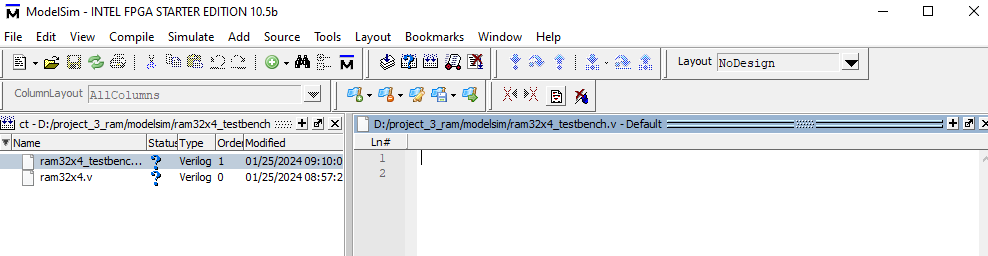 ModelSim - INTEL FPGA STARTER EDITION 10.5b
File Edit View Compile Simulate Add Source Tools Layout Bookmarks Window Help
Layout NoDesign
ColumnLayout AllColumns
ct - D:/project_3_ram/modelsim/ram32x4_testbench
Name Status Type Order Modified
ram32x4_testbenc... Verilog 1 01/25/2024 09:10:0
ram32x4.v Verilog 0 01/25/2024 08:57:2
D:/project_3_ram/modelsim/ram32x4_testbench.v - Default
Ln#
1
2